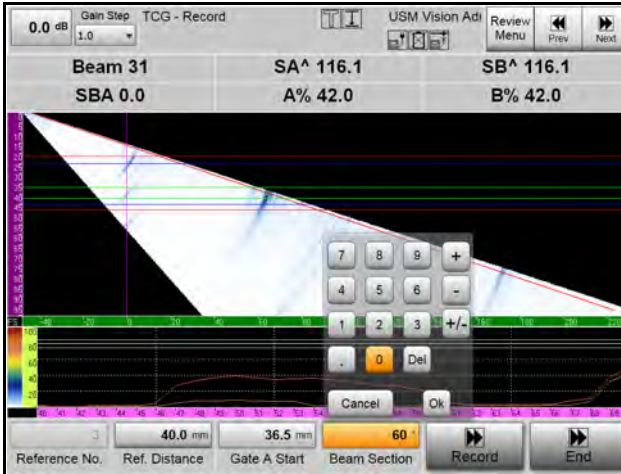 0.0 dB
Gain Step
1.0
TCG - Record
USM Vision Ad
Review Menu
Prev
Next
Beam 31
SA^ 116.1
SB^ 116.1
SBA 0.0
A% 42.0
B% 42.0
7 8 9 +
4 5 6 -
1 2 3 +/-
. 0 Del
Cancel Ok
3
40.0 mm
36.5 mm
60 °
Reference No.
Ref. Distance
Gate A Start
Beam Section
Record
End